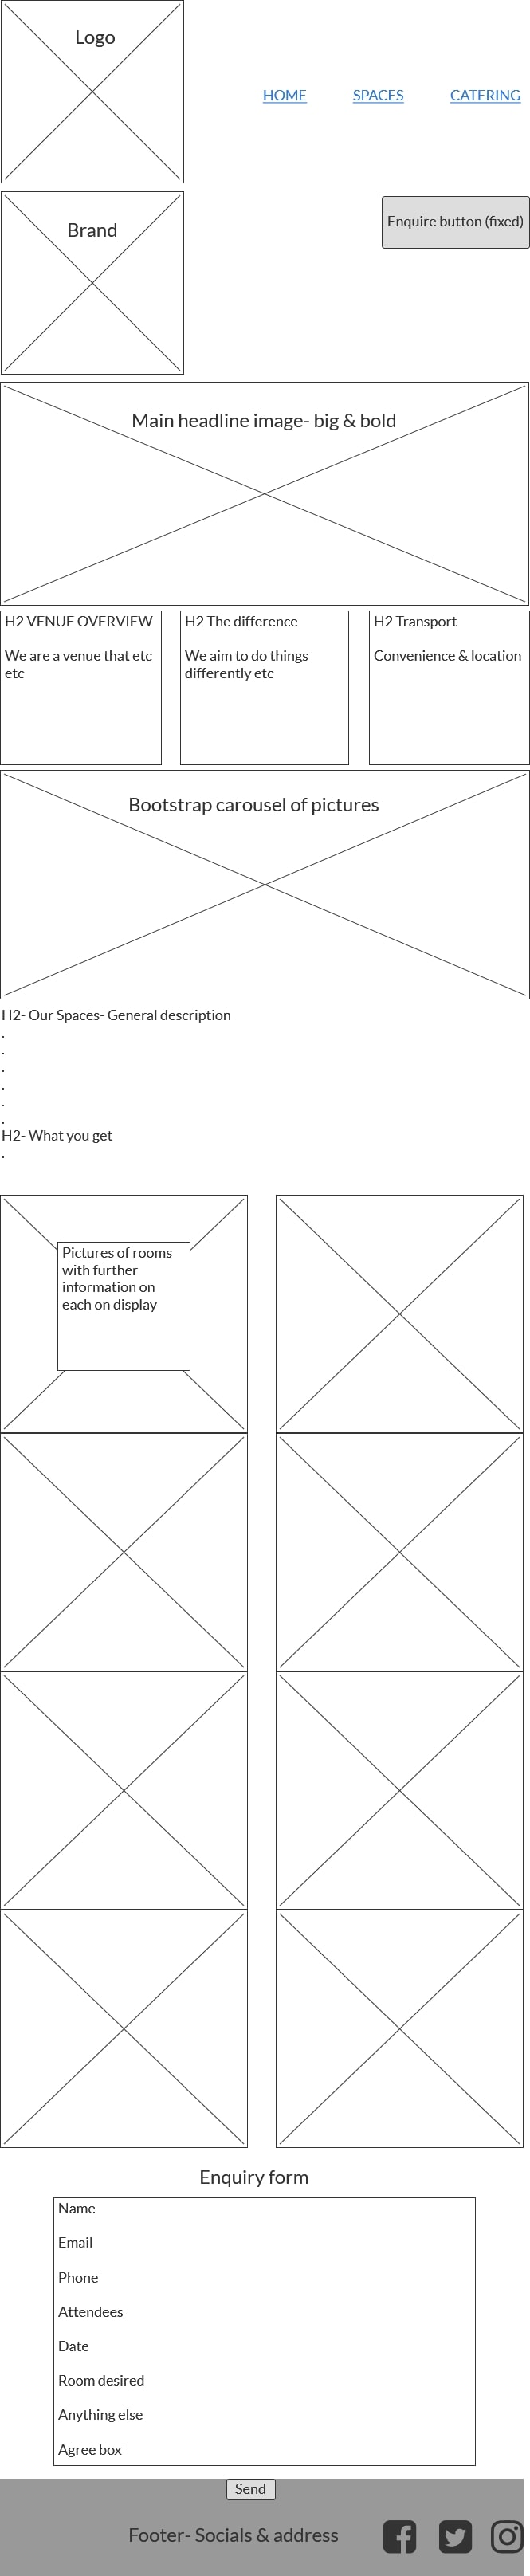 Logo
HOME
SPACES
CATERING
Brand
Enquire button (fixed)
Main headline image- big & bold
H2 VENUE OVERVIEW
We are a venue that etc
etc
H2 The difference
We aim to do things
differently etc
H2 Transport
Convenience & location
Bootstrap carousel of pictures
H2- Our Spaces- General description
.
.
.
.
.
.
H2- What you get
.
Pictures of rooms
with further
information on
each on display
Enquiry form
Name
Email
Phone
Attendees
Date
Room desired
Anything else
Agree box
Send
Footer- Socials & address